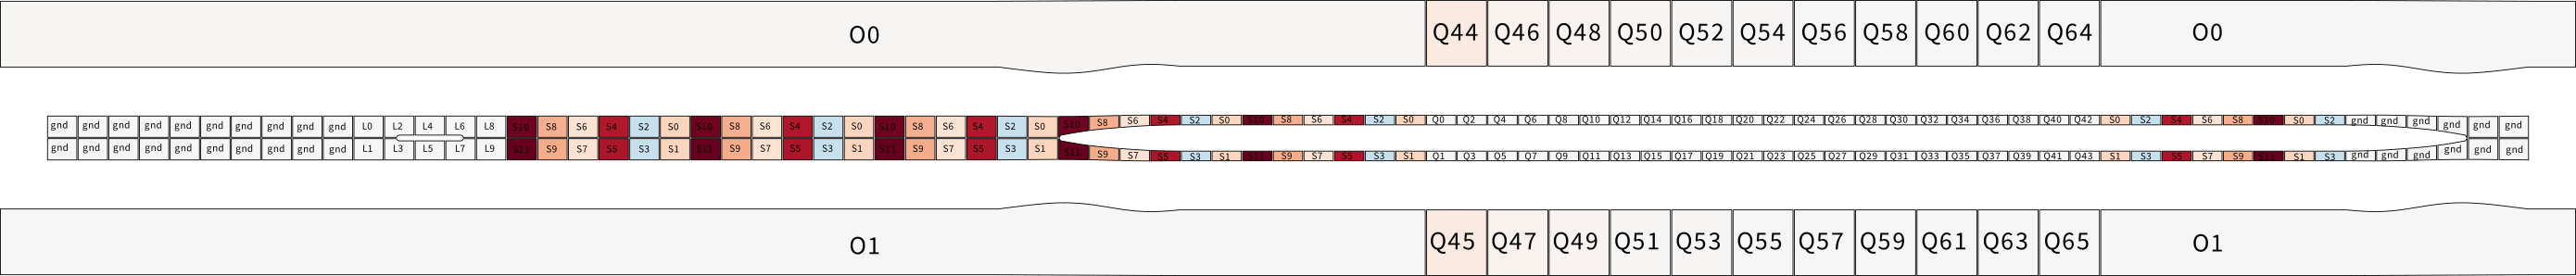 O0 Q44 Q46 Q48 Q50 Q52 Q54 Q56 Q58 Q60 Q62 Q64 O0
gnd gnd gnd gnd gnd gnd gnd gnd gnd gnd L0 L2 L4 L6 L8 S10 S8 S6 S4 S2 S0 S10 S8 S6 S4 S2 S0 S10 S8 S6 S4 S2 S0 S10 S8 S6 S4 S2 S0 S10 S8 S6 S4 S2 S0 Q0 Q2 Q4 Q6 Q8 Q10 Q12 Q14 Q16 Q18 Q20 Q22 Q24 Q26 Q28 Q30 Q32 Q34 Q36 Q38 Q40 Q42 S0 S2 S4 S6 S8 S10 S0 S2 gnd gnd gnd gnd gnd gnd
gnd gnd gnd gnd gnd gnd gnd gnd gnd gnd L1 L3 L5 L7 L9 S11 S9 S7 S5 S3 S1 S11 S9 S7 S5 S3 S1 S11 S9 S7 S5 S3 S1 S11 S9 S7 S5 S3 S1 S11 S9 S7 S5 S3 S1 Q1 Q3 Q5 Q7 Q9 Q11 Q13 Q15 Q17 Q19 Q21 Q23 Q25 Q27 Q29 Q31 Q33 Q35 Q37 Q39 Q41 Q43 S1 S3 S5 S7 S9 S11 S1 S3 gnd gnd gnd gnd gnd gnd
O1 Q45 Q47 Q49 Q51 Q53 Q55 Q57 Q59 Q61 Q63 Q65 O1